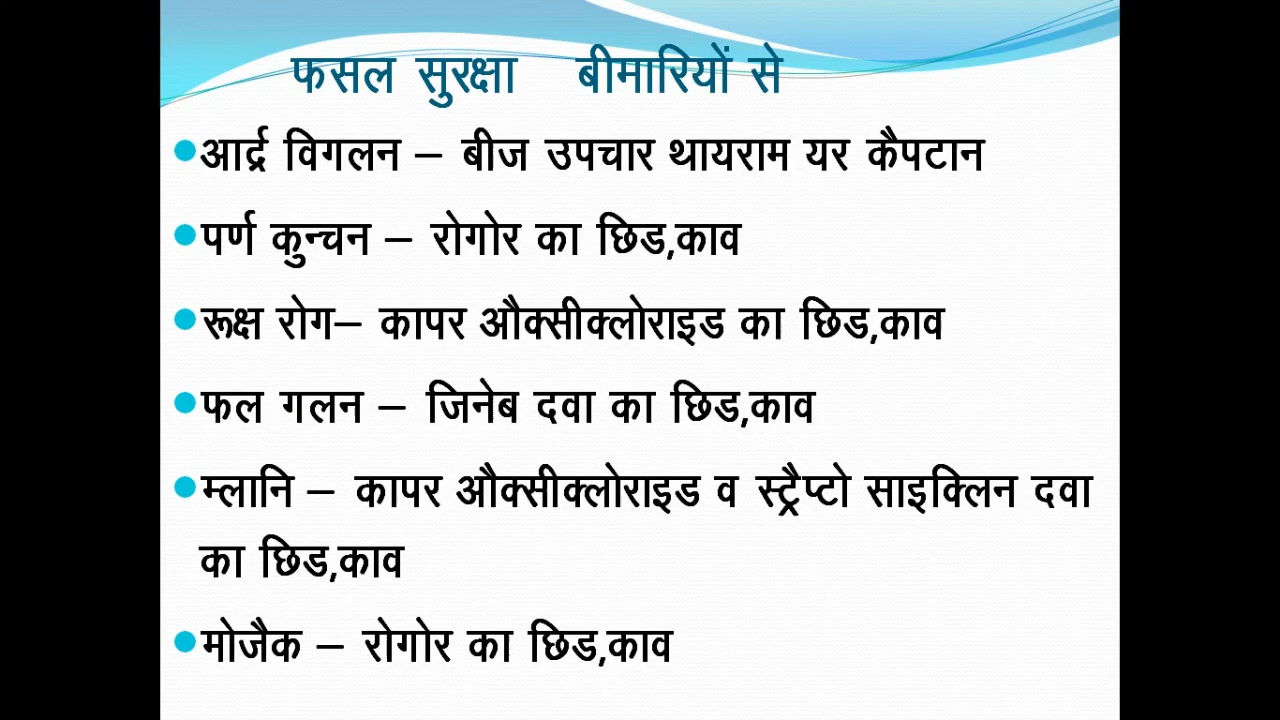 फसल सुरक्षा बीमारियों से
आर्द्र विगलन – बीज उपचार थायराम यर कैपटान
पर्ण कुन्चन – रोगोर का छिड,काव
रूक्ष रोग– कापर औक्सीक्लोराइड का छिड,काव
फल गलन – जिनेब दवा का छिड,काव
म्लानि – कापर औक्सीक्लोराइड व स्ट्रैप्टो साइक्लिन दवा
का छिड,काव
मोजैक – रोगोर का छिड,काव